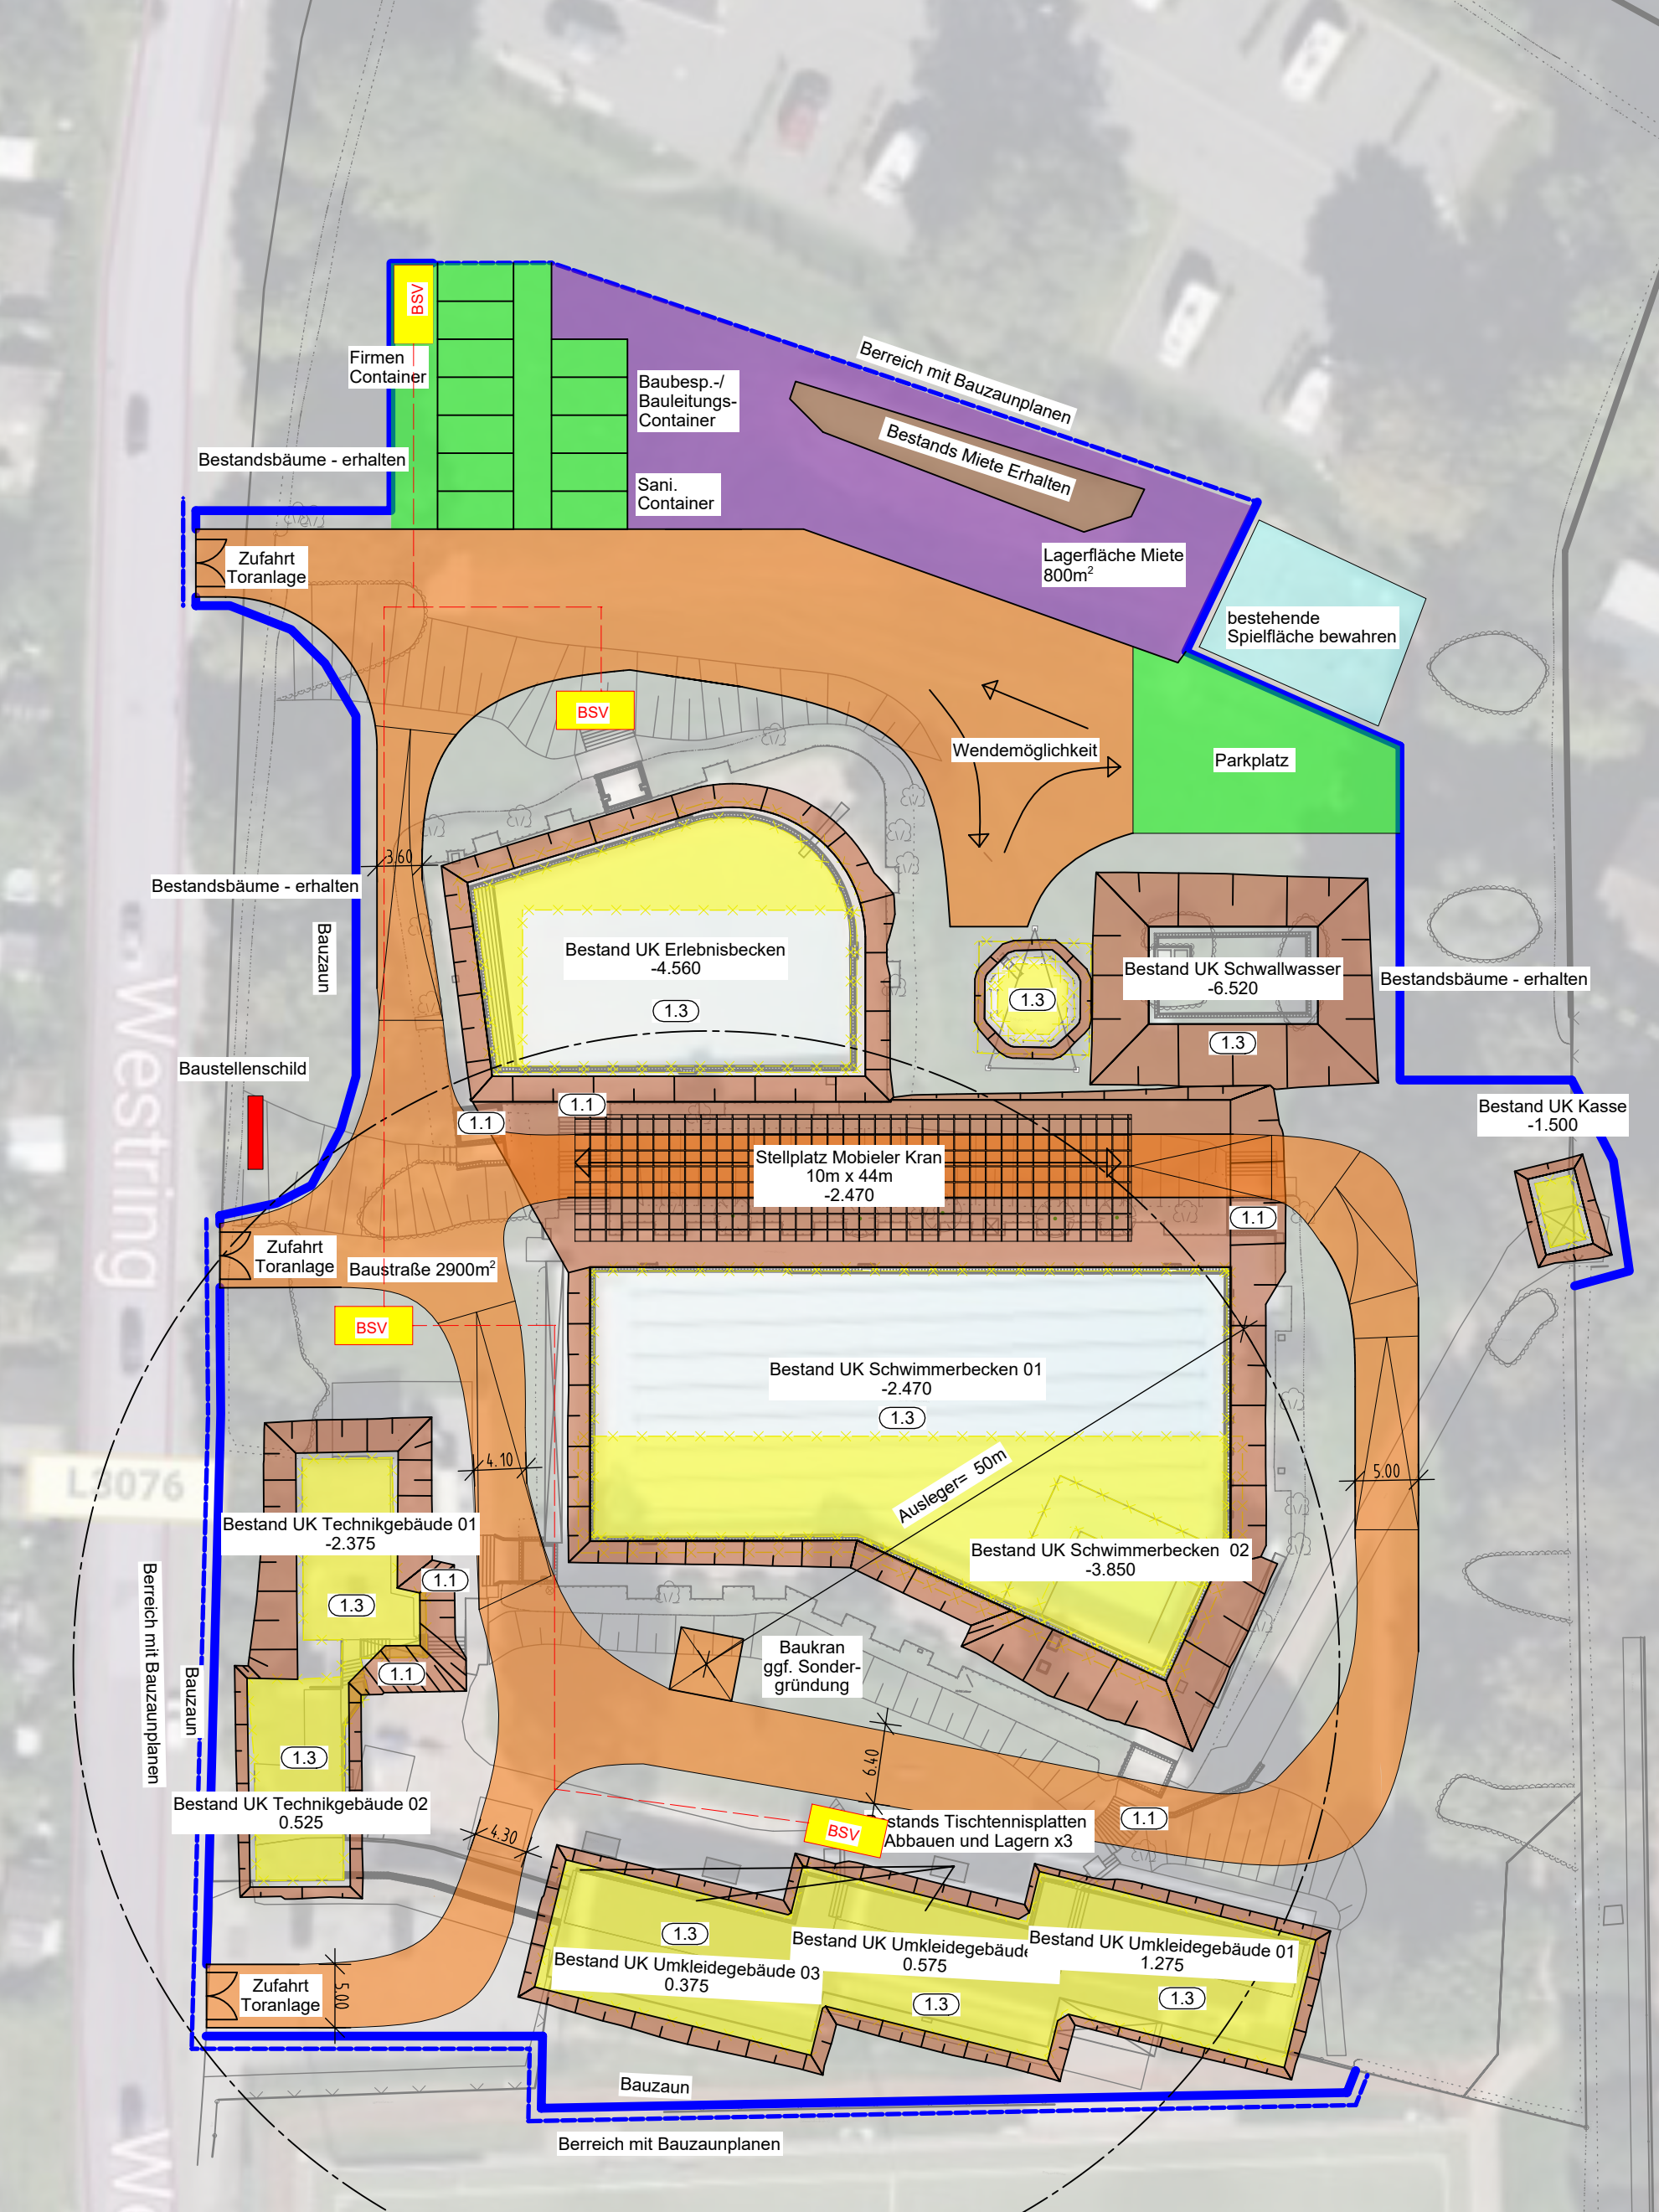 BSV
Firmen
Container
Baubesp.-/
Bauleitungs-
Container
Berreich mit Bauzaunplanen
Bestands Miete Erhalten
Bestandsbäume - erhalten
Sani.
Container
Zufahrt
Toranlage
Lagerfläche Miete
800m²
bestehende
Spielfläche bewahren
BSV
Wendemöglichkeit
Parkplatz
3.60
Bestandsbäume - erhalten
Bauzaun
Bestand UK Erlebnisbecken
-4.560
1.3
1.3
Bestand UK Schwallwasser
-6.520
1.3
Bestandsbäume - erhalten
Westring
Baustellenschild
1.1
1.1
Bestand UK Kasse
-1.500
Stellplatz Mobieler Kran
10m x 44m
-2.470
1.1
Zufahrt
Toranlage
Baustraße 2900m²
BSV
Bestand UK Schwimmerbecken 01
-2.470
1.3
L3076
4.10
Ausleger= 50m
5.00
Bestand UK Technikgebäude 01
-2.375
1.3
1.1
Bestand UK Schwimmerbecken 02
-3.850
Berreich mit Bauzaunplanen
Bauzaun
1.1
Baukran
ggf. Sonder-
gründung
1.3
6.40
Bestand UK Technikgebäude 02
0.525
4.30
BSV
stands Tischtennisplatten
Abbauen und Lagern x3
1.1
1.3
Bestand UK Umkleidegebäude 03
0.375
Bestand UK Umkleidegebäude
0.575
1.3
Bestand UK Umkleidegebäude 01
1.275
1.3
Zufahrt
Toranlage
5.00
Bauzaun
Berreich mit Bauzaunplanen